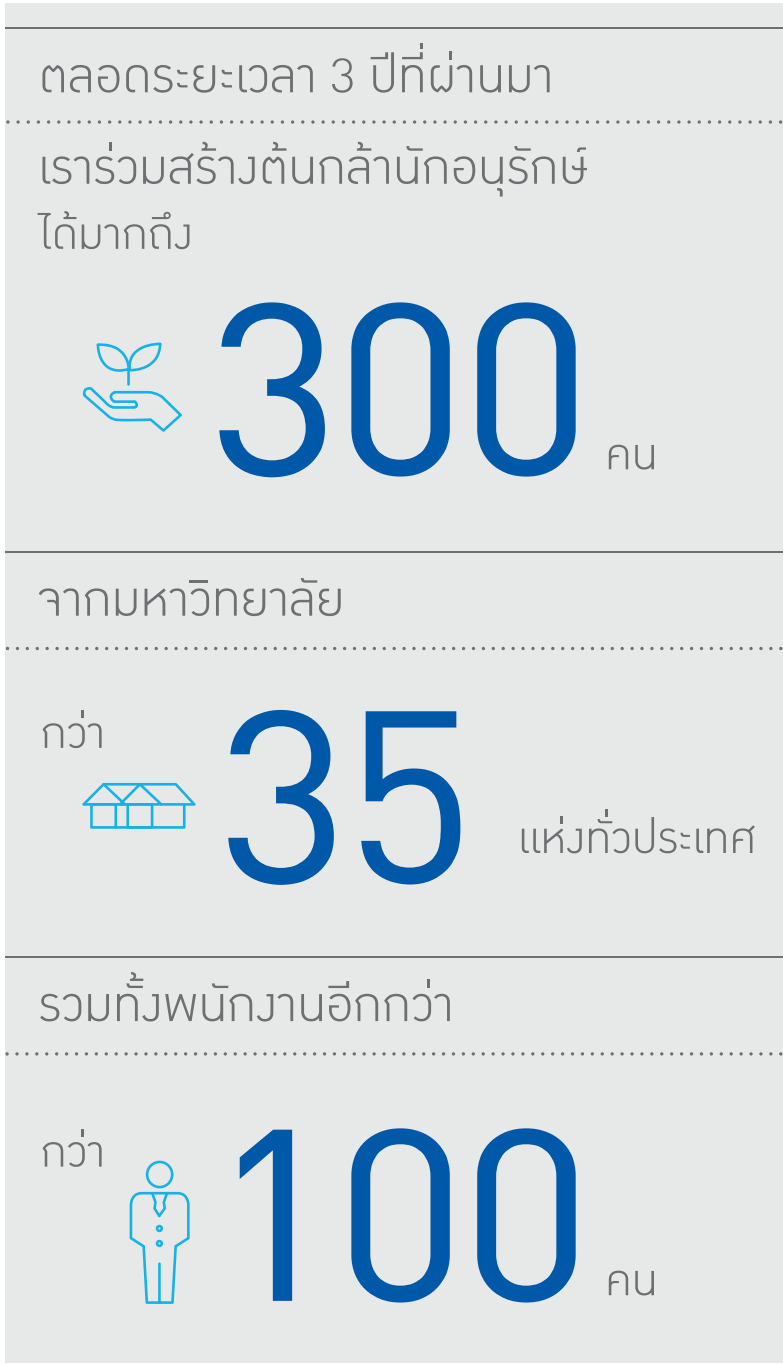 ตลอดระยะเวลา 3 ปีที่ผ่านมา
เราร่วมสร้างต้นกล้านักอนุรักษ์
ได้มากถึง
300 คน
จากมหาวิทยาลัย
กว่า
35 แห่งทั่วประเทศ
รวมทั้งพนักงานอีกกว่า
กว่า
100 คน